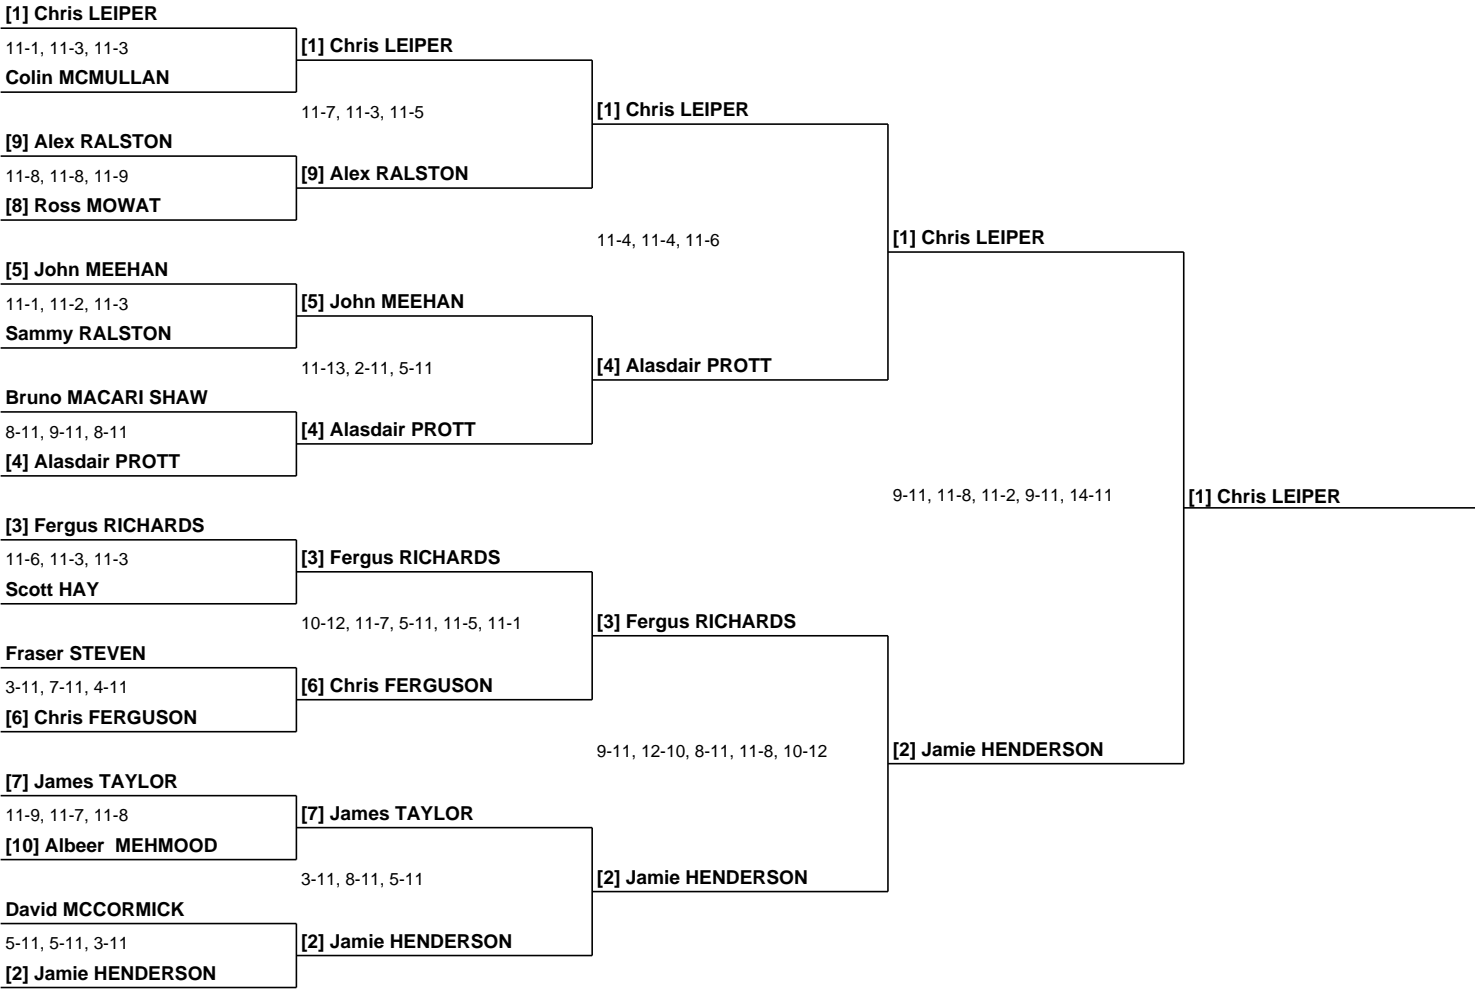 [1] Chris LEIPER
11-1, 11-3, 11-3
Colin MCMULLAN
[9] Alex RALSTON
11-8, 11-8, 11-9
[8] Ross MOWAT
[5] John MEEHAN
11-1, 11-2, 11-3
Sammy RALSTON
Bruno MACARI SHAW
8-11, 9-11, 8-11
[4] Alasdair PROTT
[3] Fergus RICHARDS
11-6, 11-3, 11-3
Scott HAY
Fraser STEVEN
3-11, 7-11, 4-11
[6] Chris FERGUSON
[7] James TAYLOR
11-9, 11-7, 11-8
[10] Albeer  MEHMOOD
David MCCORMICK
5-11, 5-11, 3-11
[2] Jamie HENDERSON
[1] Chris LEIPER
11-7, 11-3, 11-5
[9] Alex RALSTON
[5] John MEEHAN
11-13, 2-11, 5-11
[4] Alasdair PROTT
[3] Fergus RICHARDS
10-12, 11-7, 5-11, 11-5, 11-1
[6] Chris FERGUSON
[7] James TAYLOR
3-11, 8-11, 5-11
[2] Jamie HENDERSON
[1] Chris LEIPER
11-4, 11-4, 11-6
[4] Alasdair PROTT
[3] Fergus RICHARDS
9-11, 12-10, 8-11, 11-8, 10-12
[2] Jamie HENDERSON
[1] Chris LEIPER
9-11, 11-8, 11-2, 9-11, 14-11
[2] Jamie HENDERSON
[1] Chris LEIPER